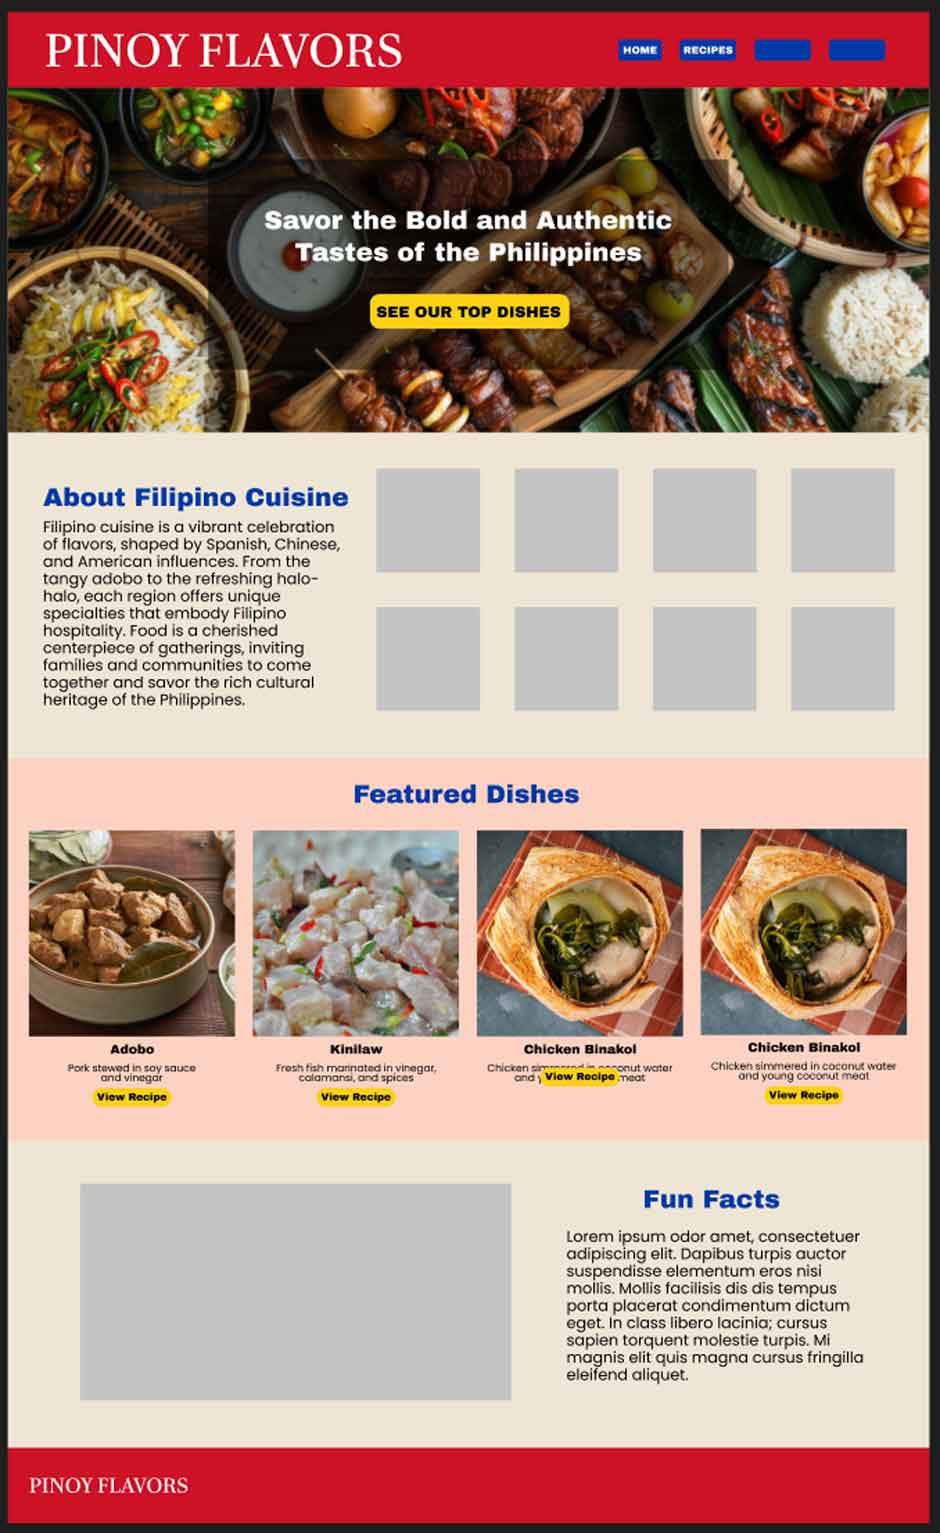 PINOY FLAVORS
HOME
RECIPES
Savor the Bold and Authentic
Tastes of the Philippines
SEE OUR TOP DISHES
About Filipino Cuisine
Filipino cuisine is a vibrant celebration
of flavors, shaped by Spanish, Chinese,
and American influences. From the
tangy adobo to the refreshing halo-
halo, each region offers unique
specialties that embody Filipino
hospitality. Food is a cherished
centerpiece of gatherings, inviting
families and communities to come
together and savor the rich cultural
heritage of the Philippines.
Featured Dishes
Adobo
Pork stewed in soy sauce
and vinegar
View Recipe
Kinilaw
Fresh fish marinated in vinegar,
calamansi, and spices
View Recipe
Chicken Binakol
Chicken simmered in coconut water
and meat
View Recipe
Chicken Binakol
Chicken simmered in coconut water
and young coconut meat
View Recipe
Fun Facts
Lorem ipsum odor amet, consectetuer
adipiscing elit. Dapibus turpis auctor
suspendisse elementum eros nisi
mollis. Mollis facilisis dis dis tempus
porta placerat condimentum dictum
eget. In class libero lacinia; cursus
sapien torquent molestie turpis. Mi
magnis elit quis magna cursus fringilla
eleifend aliquet.
PINOY FLAVORS